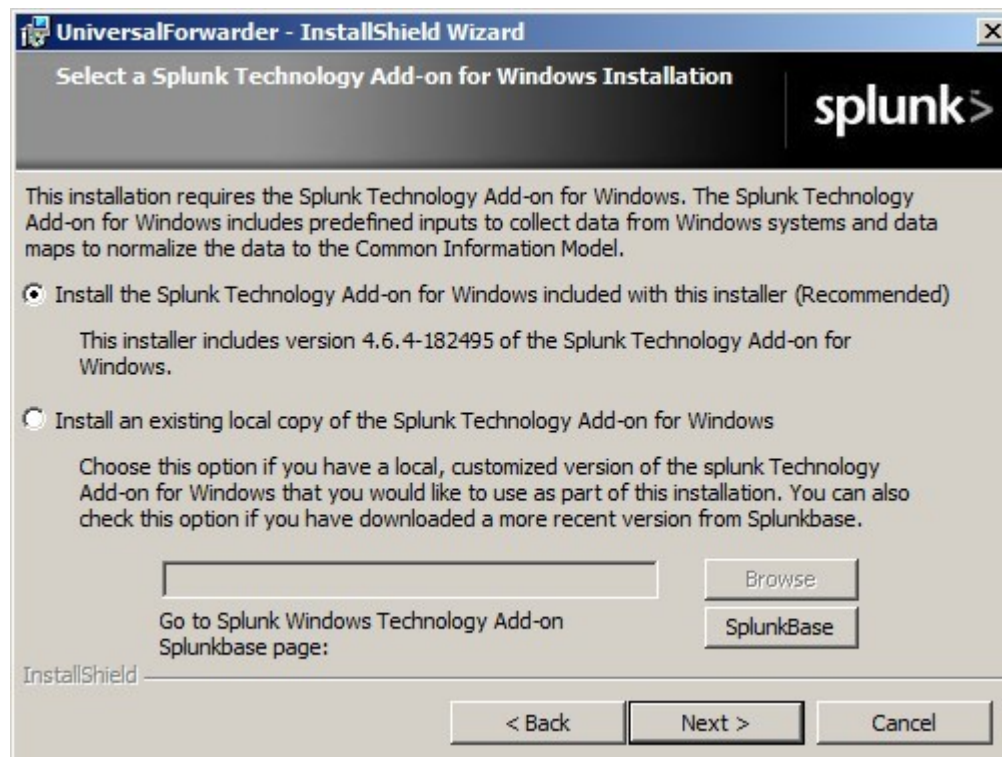 UniversalForwarder - InstallShield Wizard
Select a Splunk Technology Add-on for Windows Installation
splunk>
This installation requires the Splunk Technology Add-on for Windows. The Splunk Technology
Add-on for Windows includes predefined inputs to collect data from Windows systems and data
maps to normalize the data to the Common Information Model.
Install the Splunk Technology Add-on for Windows included with this installer (Recommended)
This installer includes version 4.6.4-182495 of the Splunk Technology Add-on for
Windows.
Install an existing local copy of the Splunk Technology Add-on for Windows
Choose this option if you have a local, customized version of the splunk Technology
Add-on for Windows that you would like to use as part of this installation. You can also
check this option if you have downloaded a more recent version from Splunkbase.
Browse
Go to Splunk Windows Technology Add-on
Splunkbase page:
SplunkBase
InstallShield
< Back
Next >
Cancel